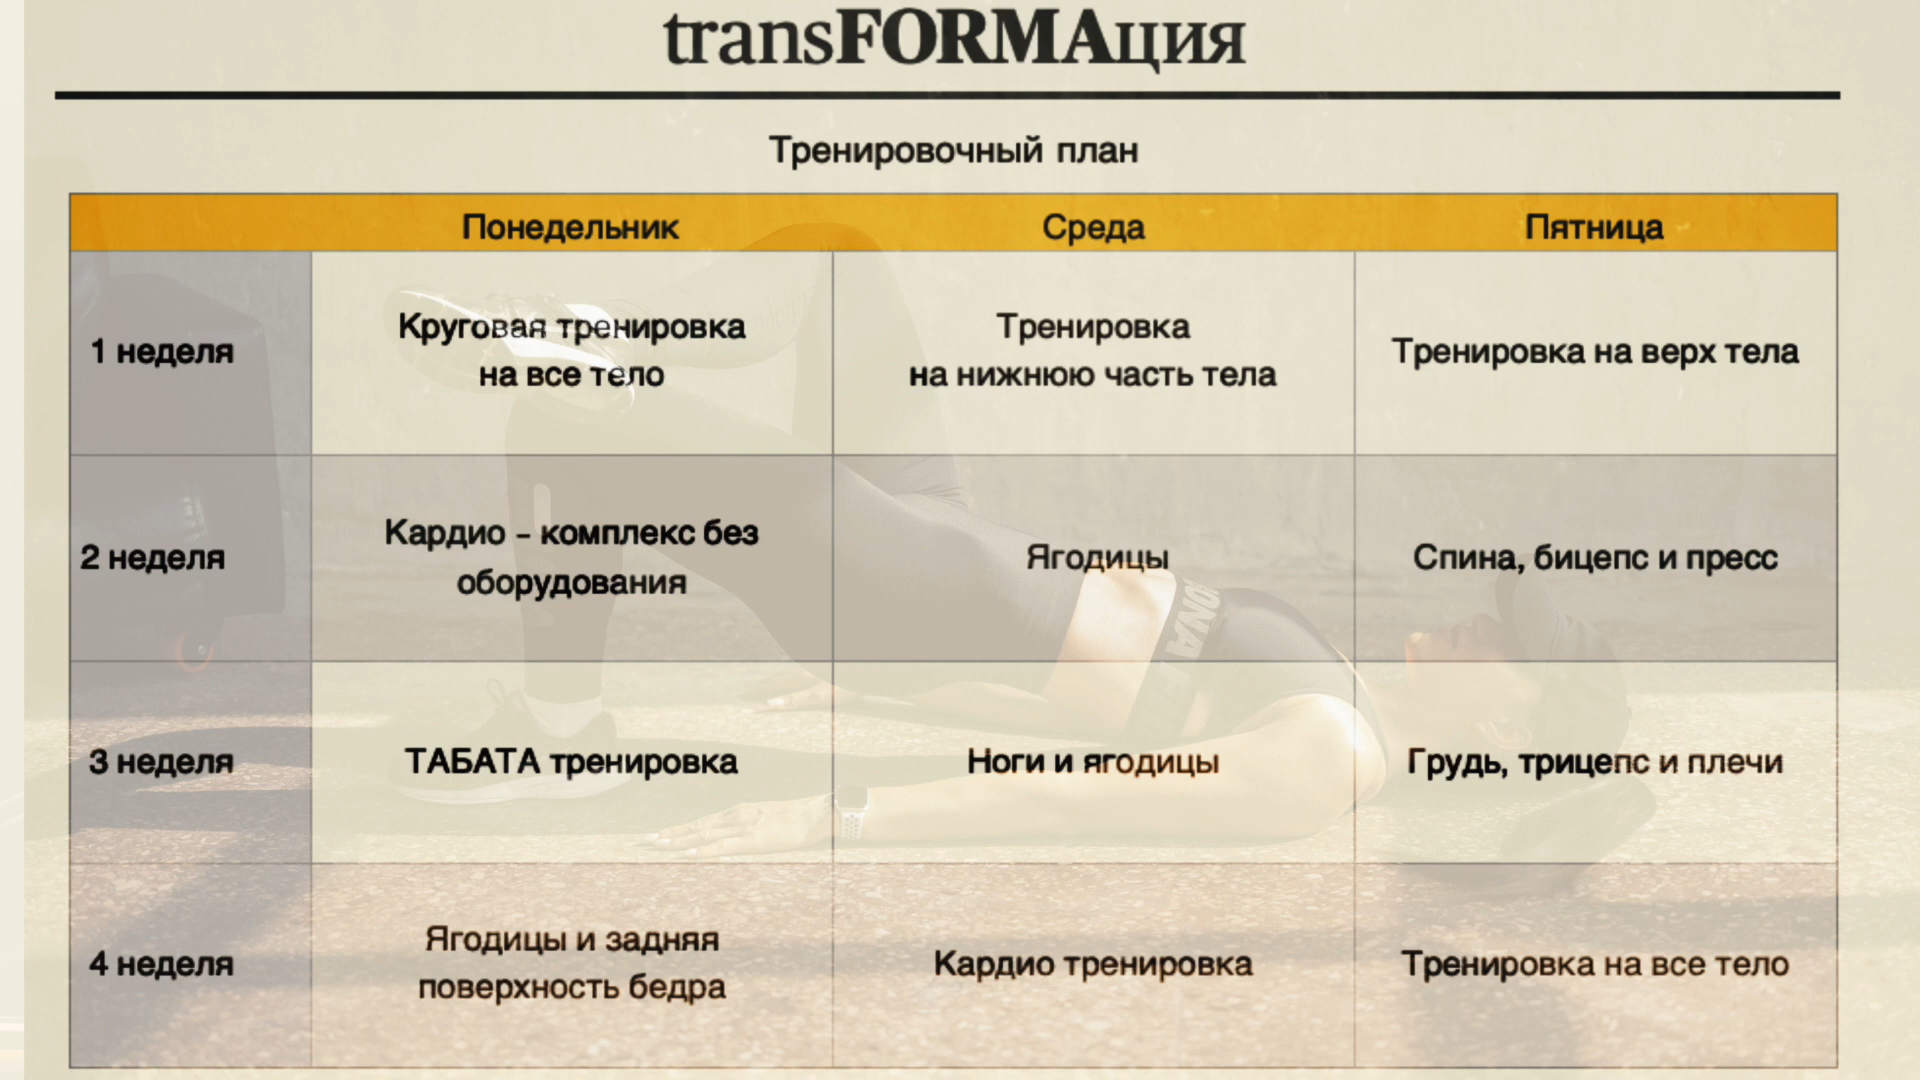 transFORMAция
Тренировочный план
Понедельник Среда Пятница
1 неделя
Круговая тренировка
на все тело
Тренировка
на нижнюю часть тела
Тренировка на верх тела
2 неделя
Кардио - комплекс без
оборудования
Ягодицы
Спина, бицепс и пресс
3 неделя
ТАБАТА тренировка
Ноги и ягодицы
Грудь, трицепс и плечи
4 неделя
Ягодицы и задняя
поверхность бедра
Кардио тренировка
Тренировка на все тело